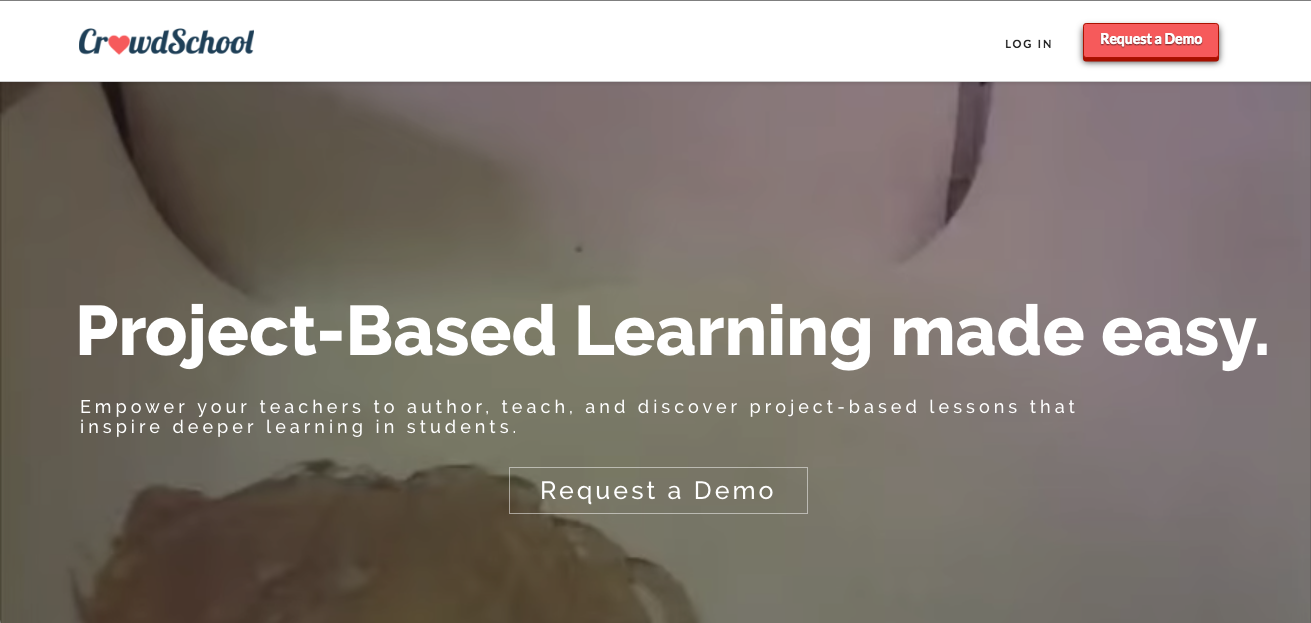 CrowdSchool
LOG IN
Request a Demo
Project-Based Learning made easy.
Empower your teachers to author, teach, and discover project-based lessons that
inspire deeper learning in students.
Request a Demo